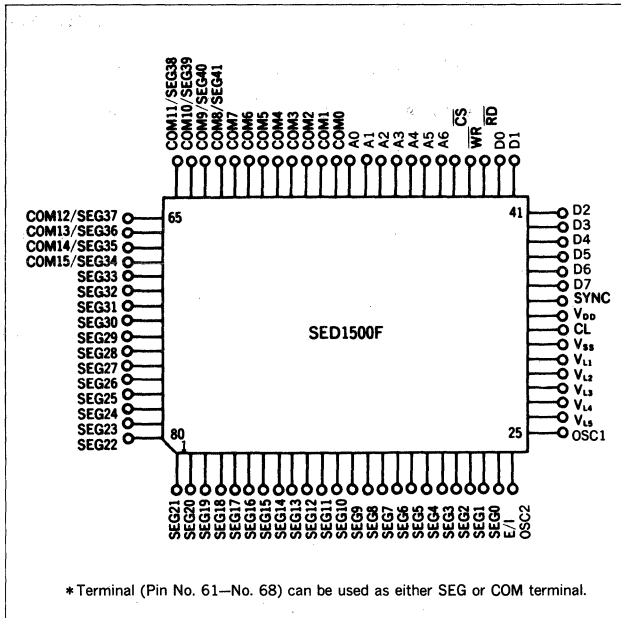 COM11/SEG38
COM10/SEG39
COM9/SEG40
COM8/SEG41
COM7
COM6
COM5
COM4
COM3
COM2
COM1
COM0
A0
A1
A2
A3
A4
A5
A6
CS
WR
RD
D0
D1
COM12/SEG37
COM13/SEG36
COM14/SEG35
COM15/SEG34
SEG33
SEG32
SEG31
SEG30
SEG29
SEG28
SEG27
SEG26
SEG25
SEG24
SEG23
SEG22
65
41
SED1500F
80
1
25
D2
D3
D4
D5
D6
D7
SYNC
VDD
CL
VSS
VL1
VL2
VL3
VL4
VL5
OSC1
SEG21
SEG20
SEG19
SEG18
SEG17
SEG16
SEG15
SEG14
SEG13
SEG12
SEG11
SEG10
SEG9
SEG8
SEG7
SEG6
SEG5
SEG4
SEG3
SEG2
SEG1
SEG0
E/I
OSC2
* Terminal (Pin No. 61—No. 68) can be used as either SEG or COM terminal.